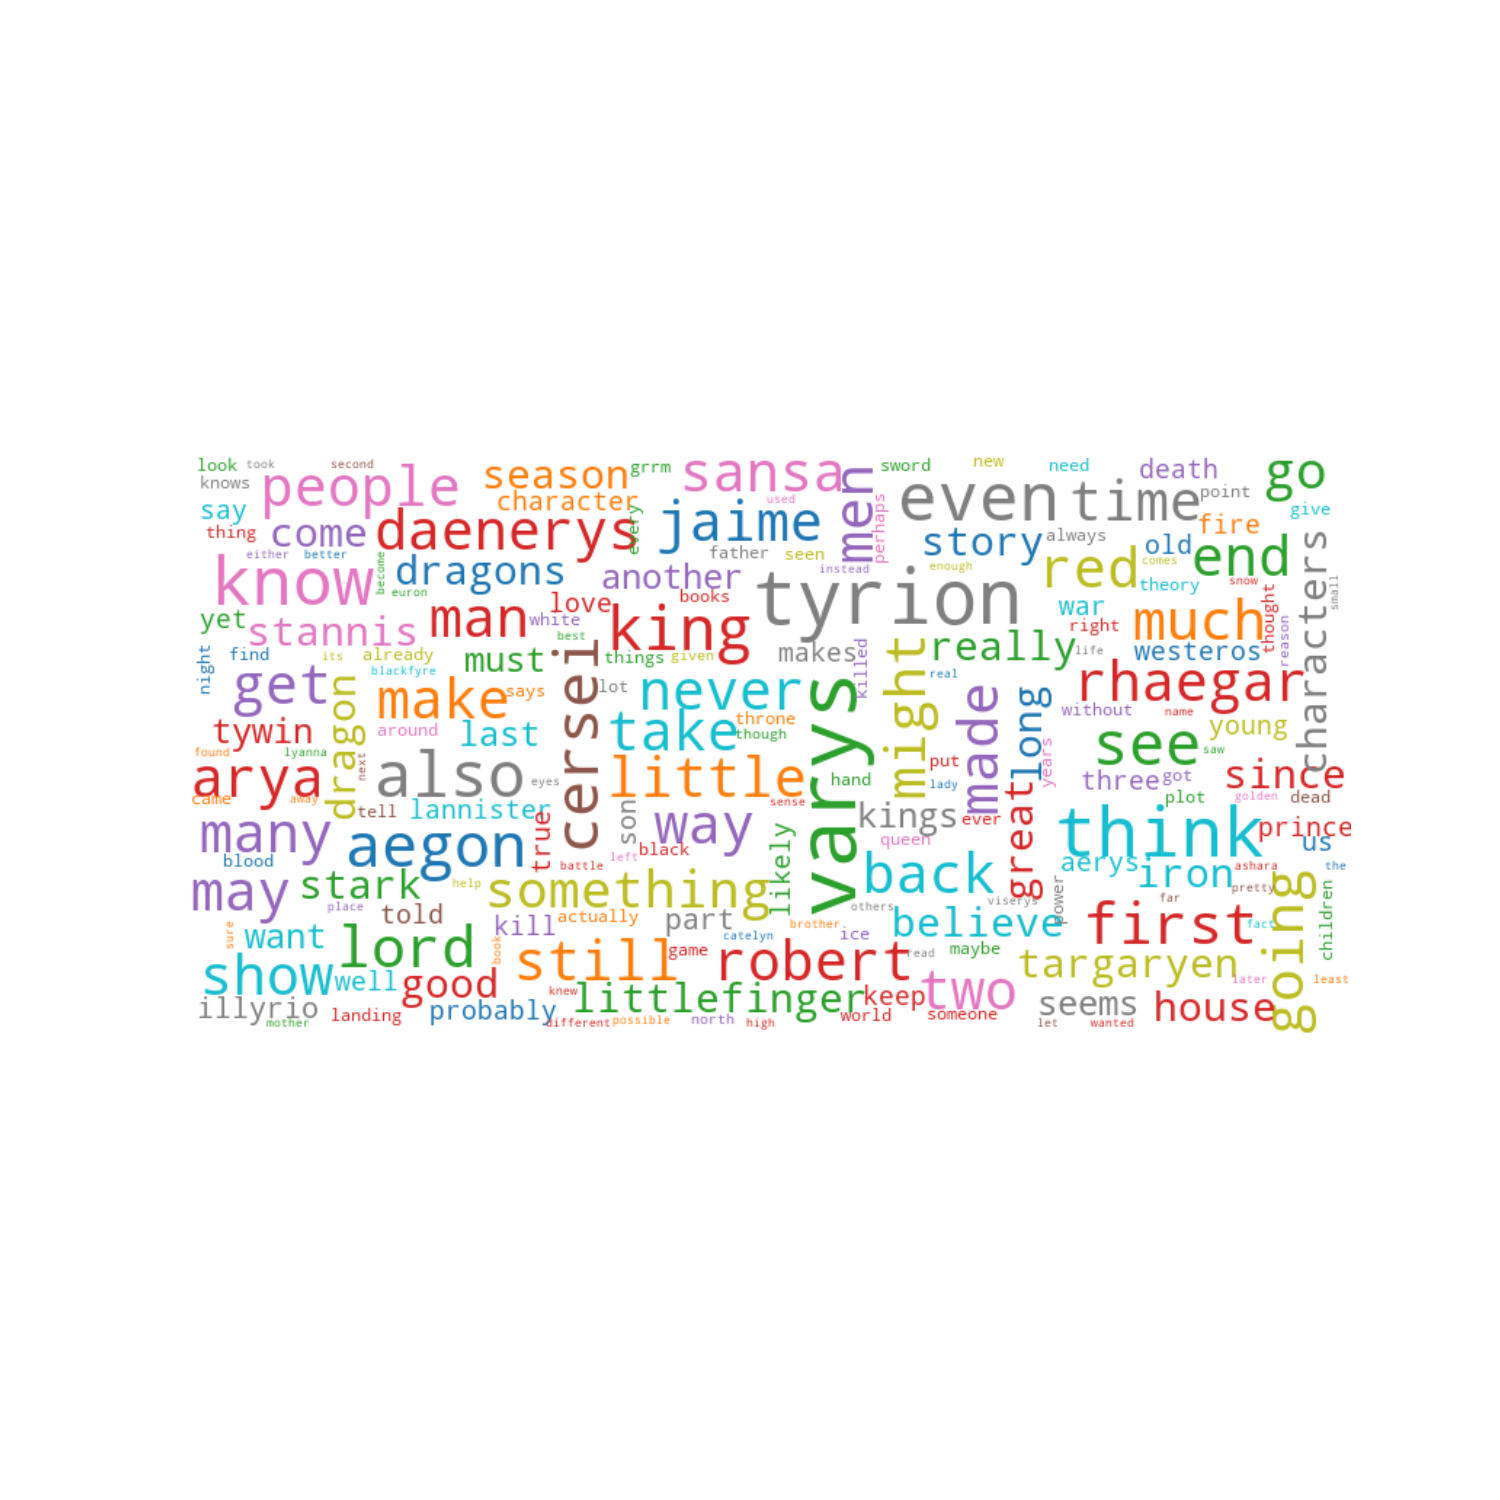 look took second people season grrm sansa men sword new need death go
knows character used even time point
say come daenerys every jaime perhaps story always fire give
thing either better father seen red old end characters
know become dragons another instead enough comes theory snow small
euron man love books tyrion war much thought
yet stannis white king really right reason
night find its already must best things given makes killed life westeros
blackfyre cersei lot never real rhaegar
get dragon make says varys might made long without name young
tywin around last take throne though great see saw
found lyanna next also eyes little hand put lady years three got since
arya came away tell lannister true son sense kings ever plot golden dead
many aegon way likely queen think prince
blood battle left black back aerys iron us ashara the
may stark help something others viserys power far pretty children
place told kill actually part catelyn brother ice believe first going fact
sure want lord book still game robert read maybe targaryen
show well good knew littlefinger keep two seems later least
illyrio mother landing probably different possible north high world someone let wanted house